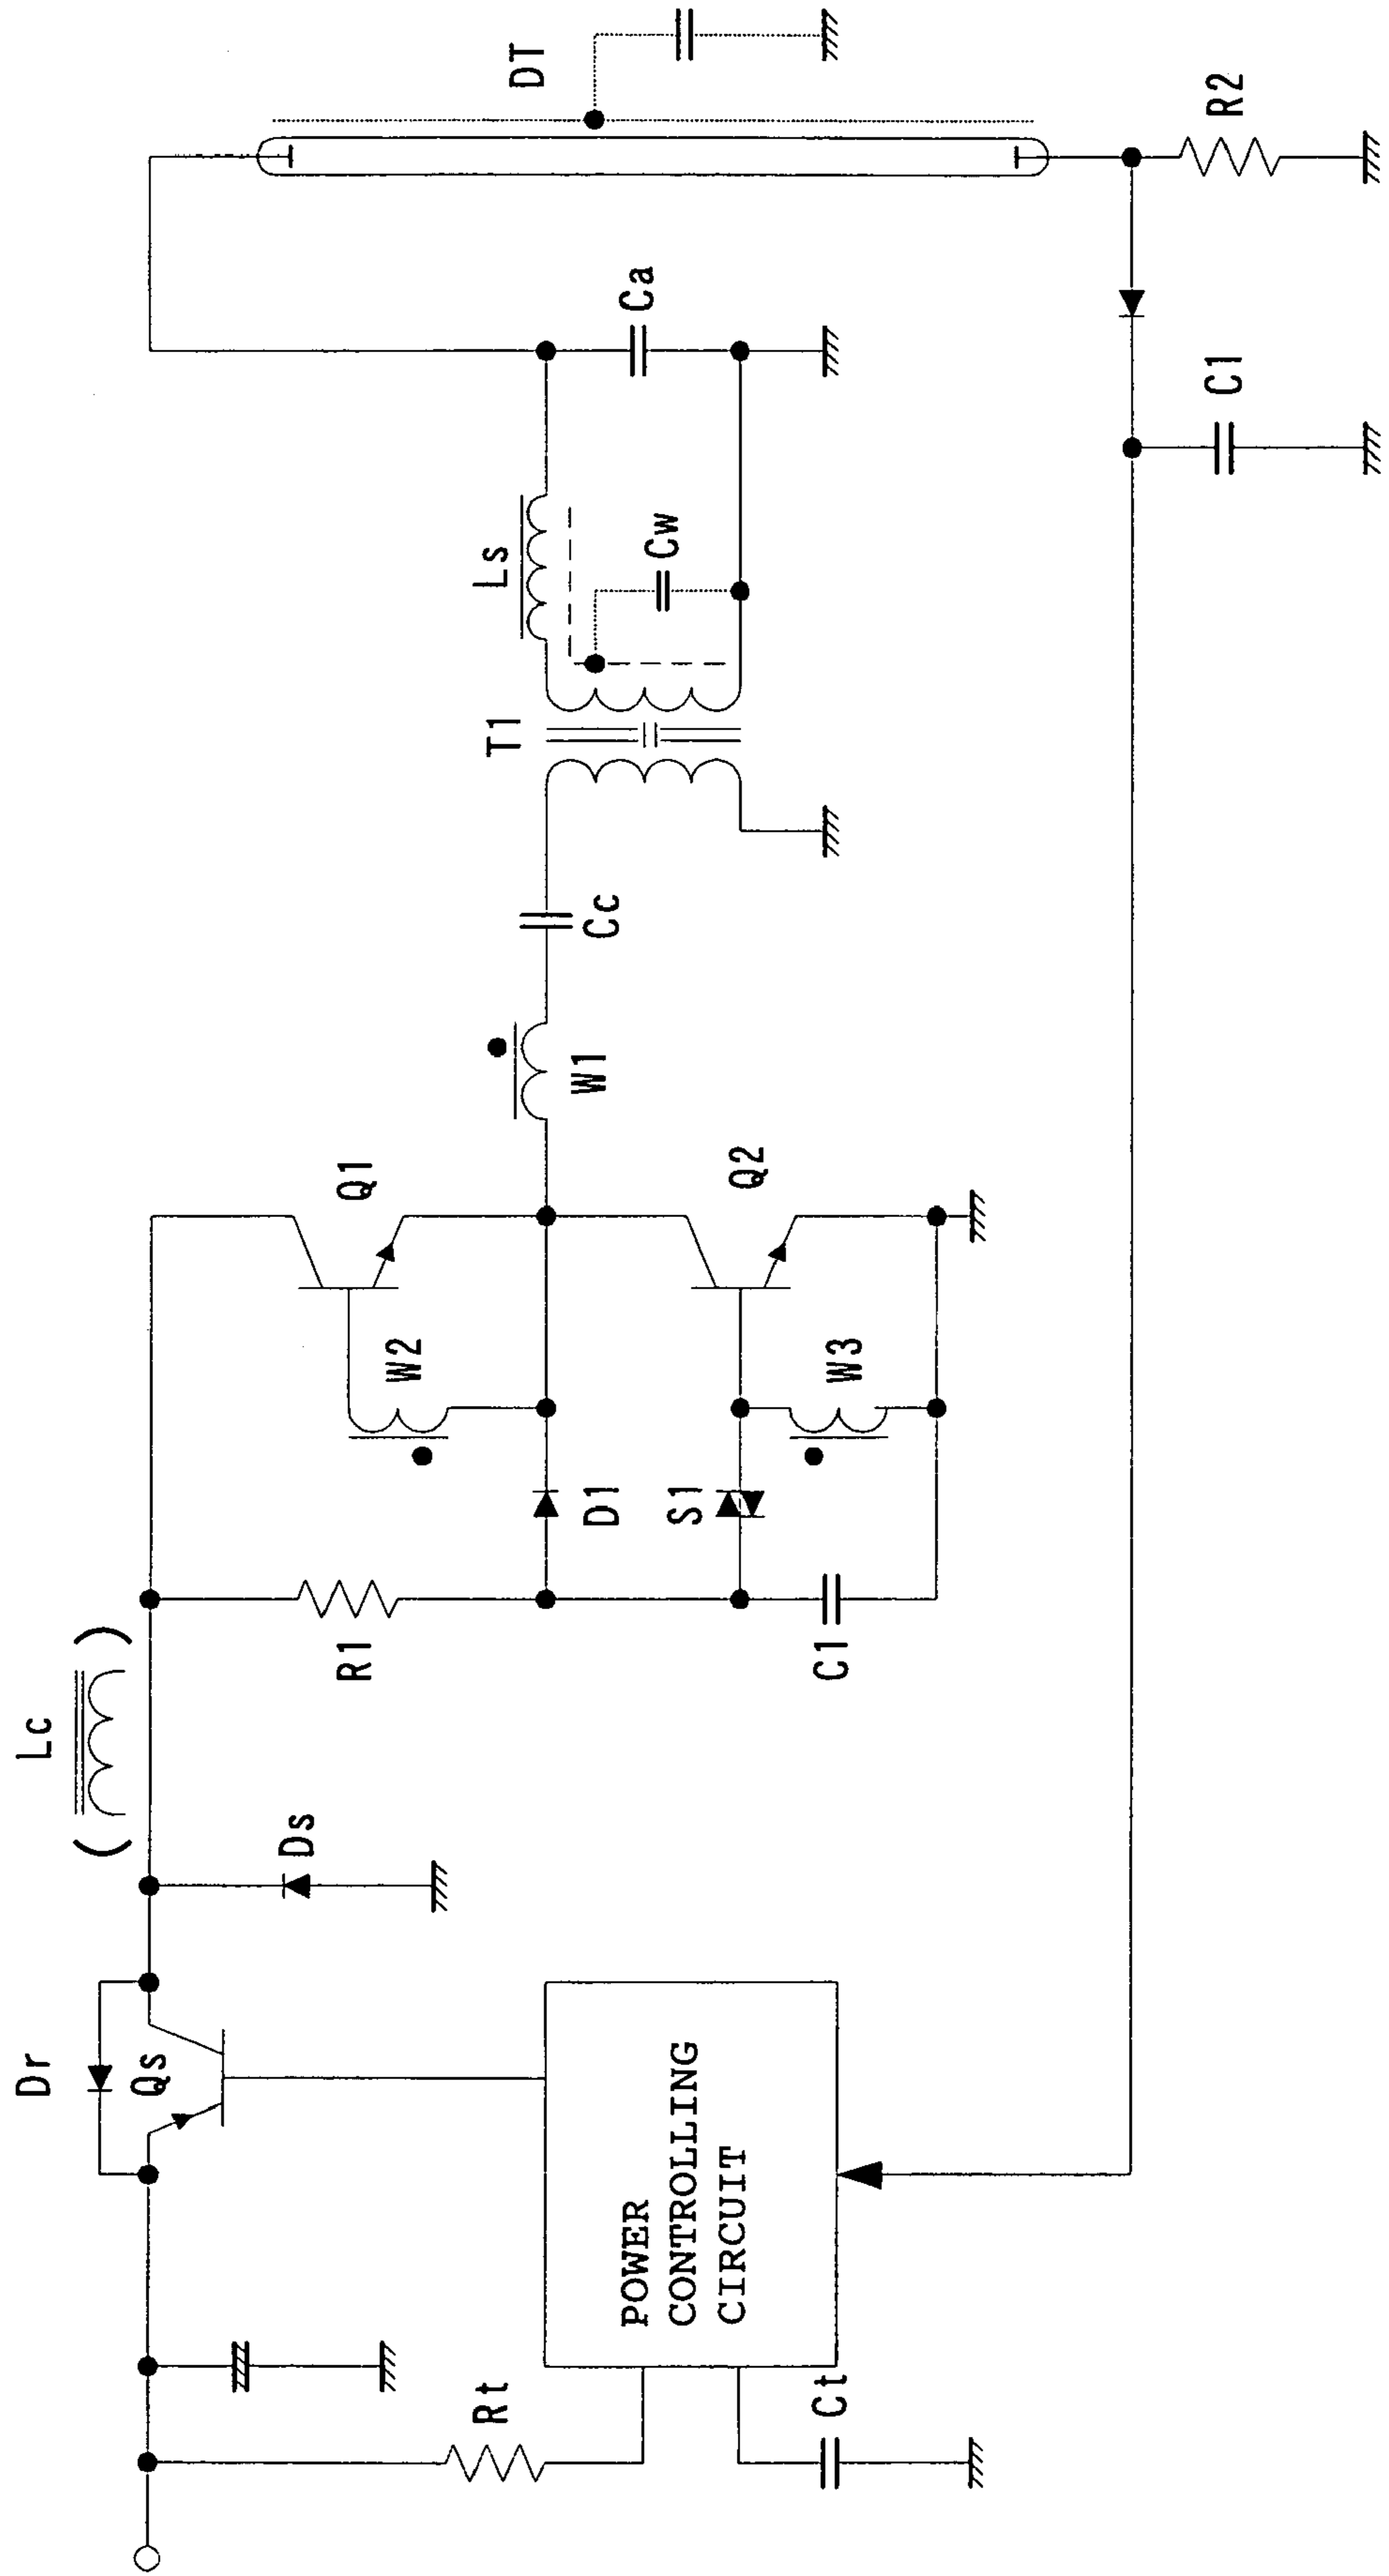 Dr
Qs
Lc
( )
Ds
R1
D1
S1
C1
W2
W3
Q1
Q2
W1
Cc
T1
Ls
Cw
Ca
DT
R2
C1
Rt
Ct
POWER
CONTROLLING
CIRCUIT